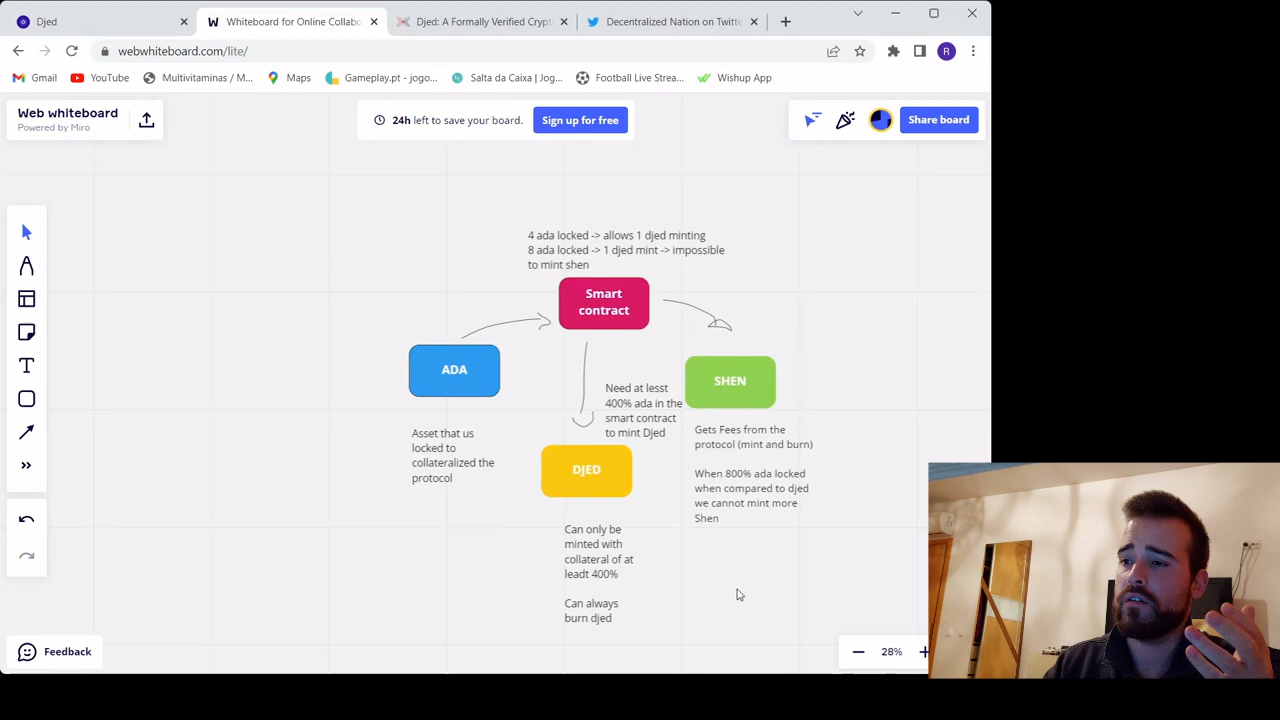 Djed
Whiteboard for Online Collabo
Djed: A Formally Verified Crypt
Decentralized Nation on Twitte
webwhiteboard.com/lite/
R
Gmail
YouTube
Multivitaminas / M...
Maps
Gameplay.pt - jogo...
Salta da Caixa | Jog...
Football Live Strea...
Wishup App
Web whiteboard
Powered by Miro
24h left to save your board.
Sign up for free
Share board
4 ada locked -> allows 1 djed minting
8 ada locked -> 1 djed mint -> impossible
to mint shen
Smart
contract
ADA
SHEN
Need at lesst
400% ada in the
smart contract
to mint Djed
Asset that us
locked to
collateralized the
protocol
Gets Fees from the
protocol (mint and burn)
When 800% ada locked
when compared to djed
we cannot mint more
Shen
DJED
Can only be
minted with
collateral of at
leadt 400%
Can always
burn djed
Feedback
28%